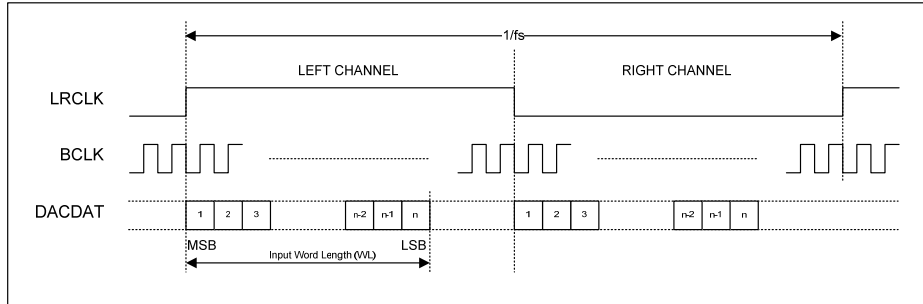 1/fs
LEFT CHANNEL RIGHT CHANNEL
LRCLK
BCLK
DACDAT 1 2 3 n-2 n-1 n 1 2 3 n-2 n-1 n
MSB LSB
Input Word Length (WL)